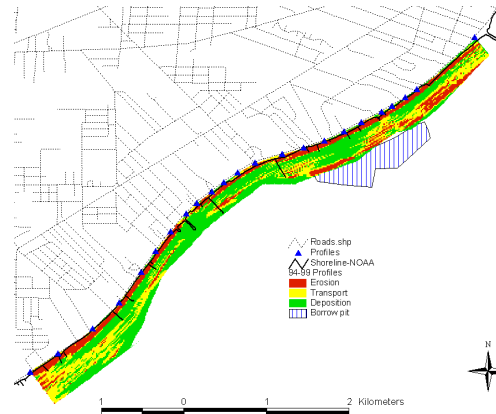 Roads.shp
Profiles
Shoreline-NOAA
94-99 Profiles
Erosion
Transport
Deposition
Borrow pit
N
1 0 1 2 Kilometers